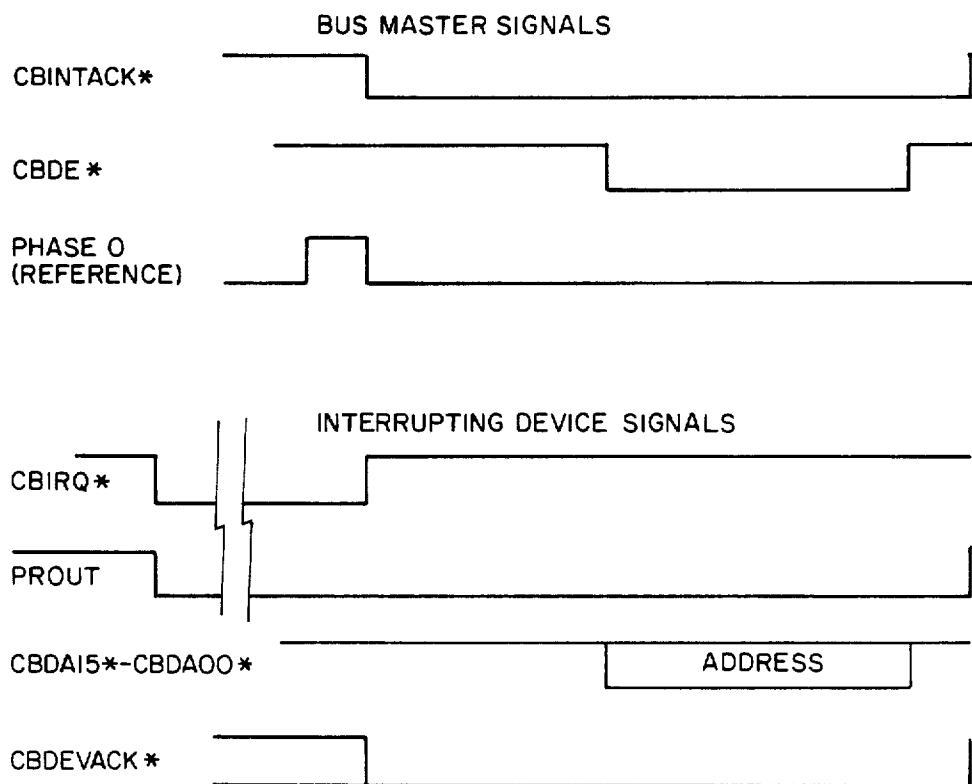 BUS MASTER SIGNALS
CBINTACK*
CBDE*
PHASE 0
(REFERENCE)
INTERRUPTING DEVICE SIGNALS
CBIRQ*
PROUT
CBDA15*-CBDA00*
ADDRESS
CBDEVACK*